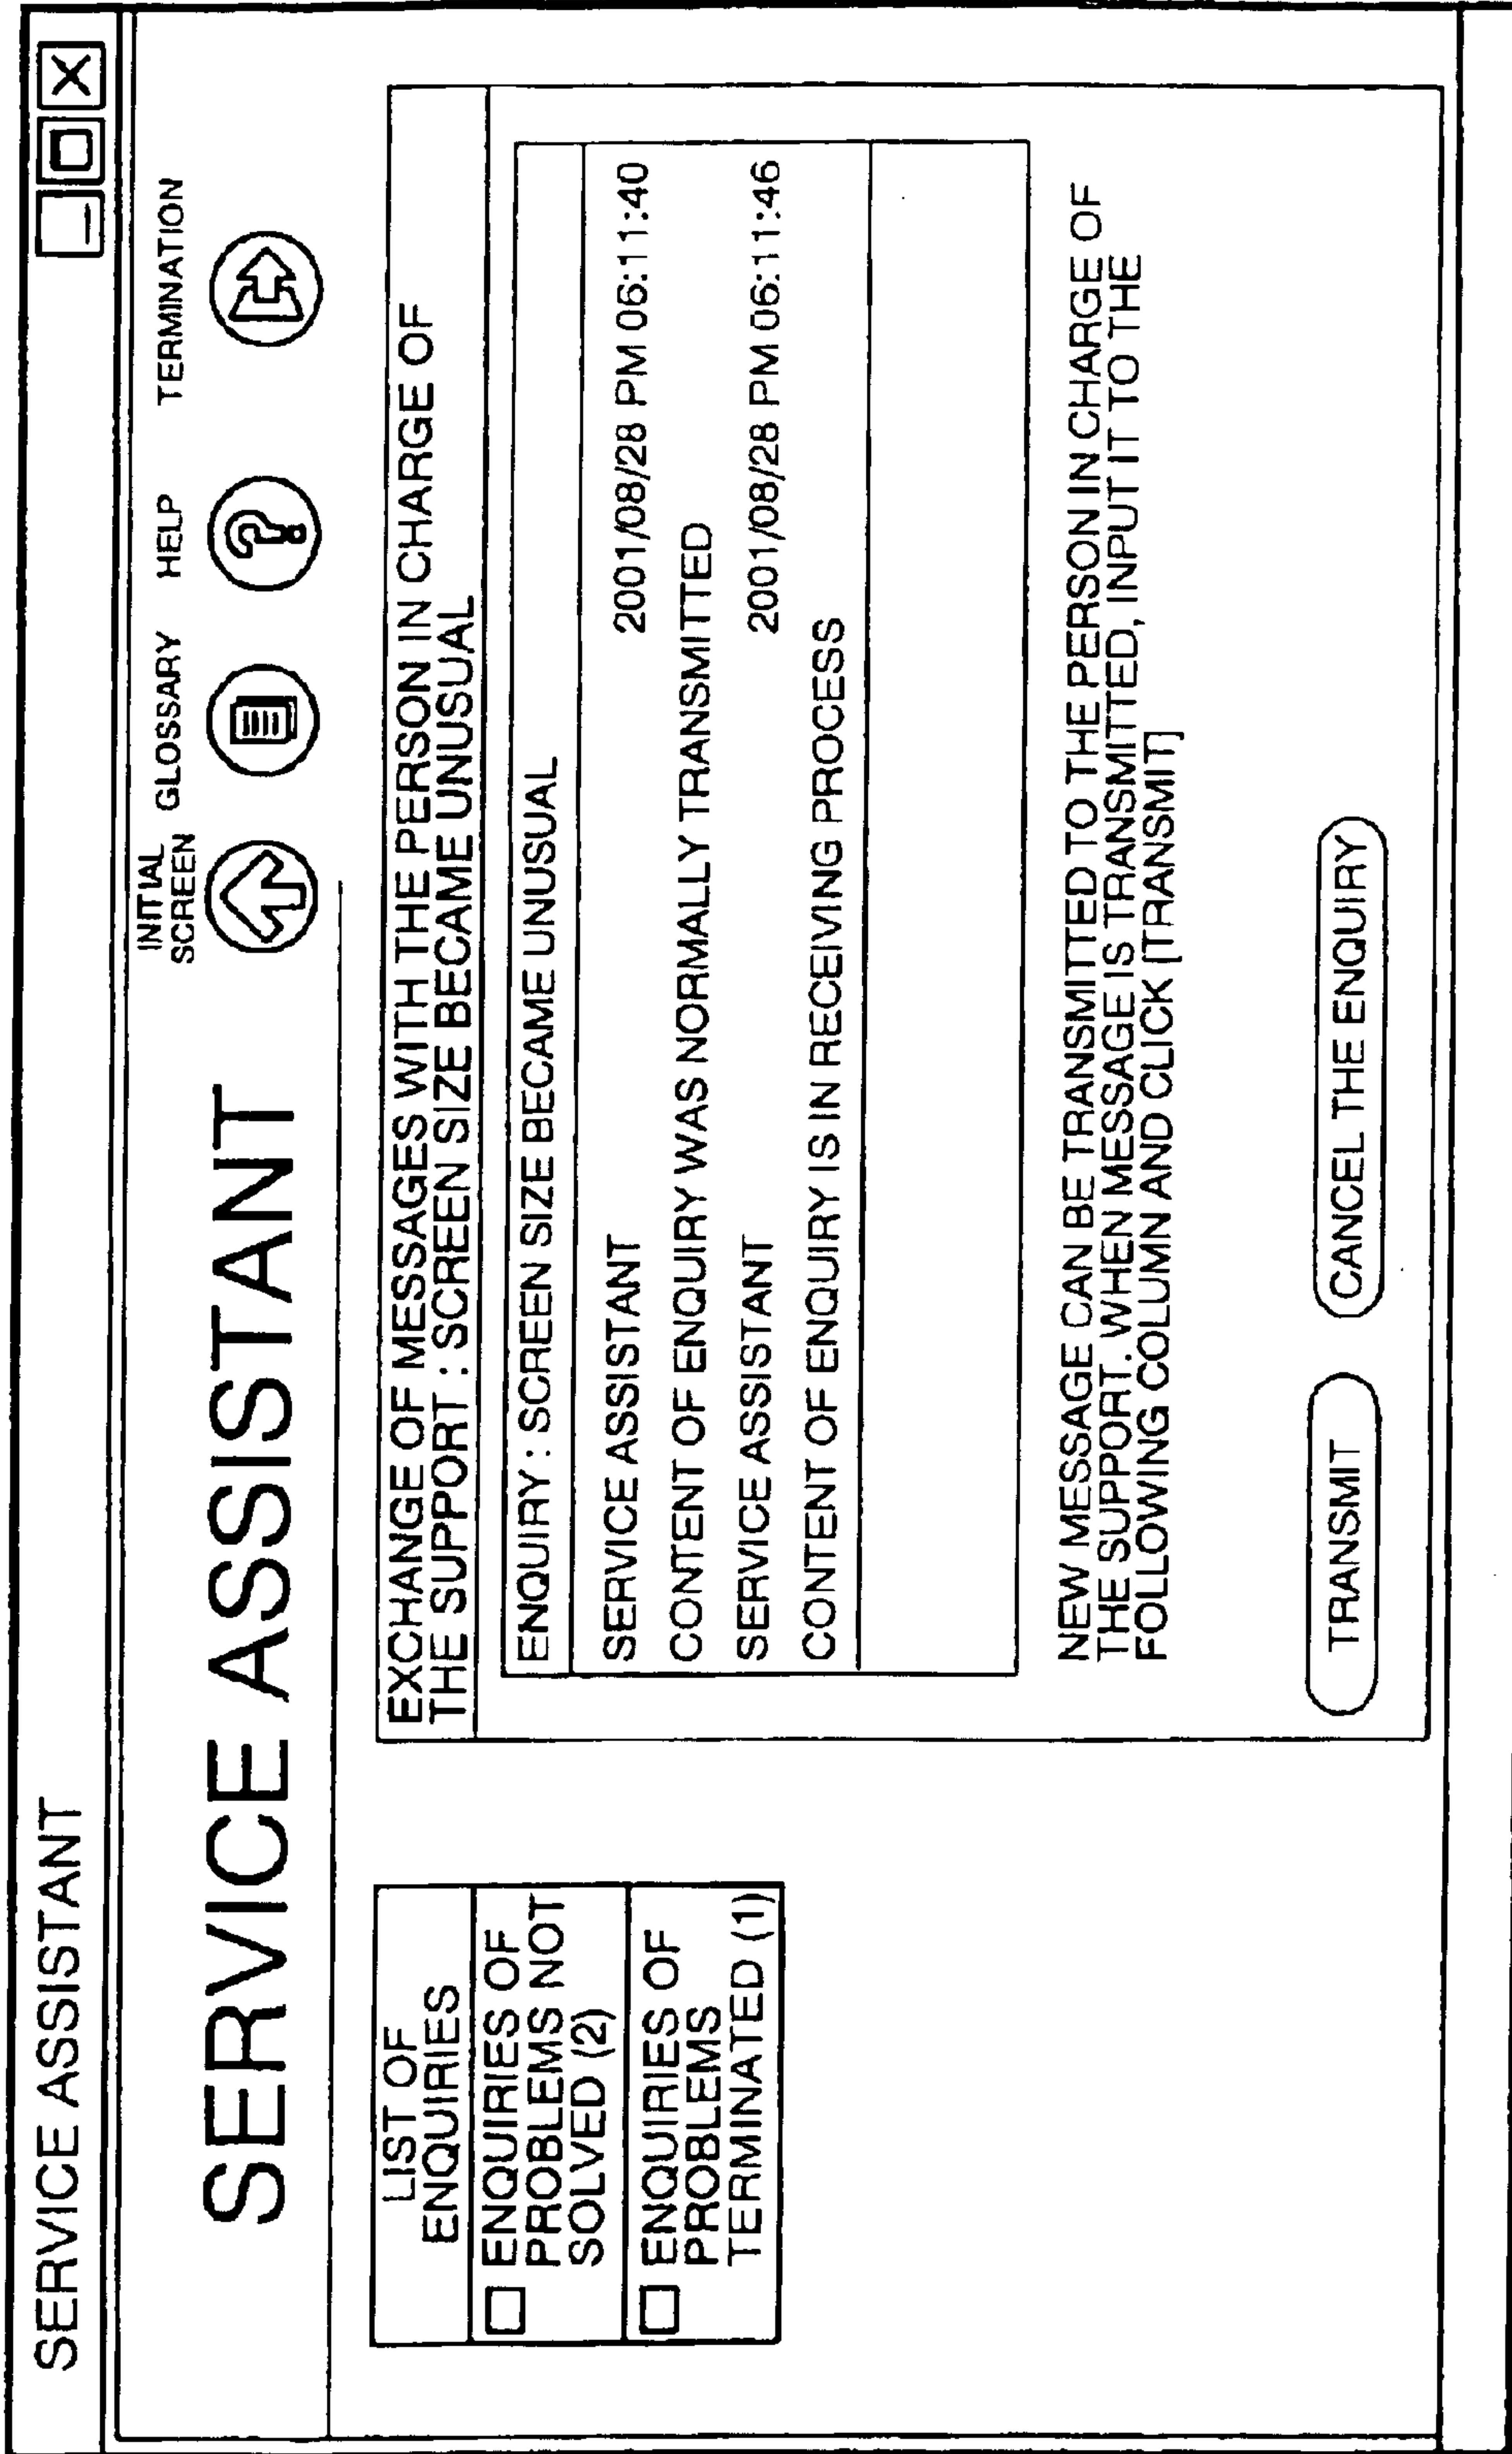 SERVICE ASSISTANT
SERVICE ASSISTANT
INITIAL
SCREEN
GLOSSARY
HELP
TERMINATION
LIST OF
ENQUIRIES
ENQUIRIES OF
PROBLEMS NOT
SOLVED (2)
ENQUIRIES OF
PROBLEMS
TERMINATED (1)
EXCHANGE OF MESSAGES WITH THE PERSON IN CHARGE OF
THE SUPPORT : SCREEN SIZE BECAME UNUSUAL
ENQUIRY : SCREEN SIZE BECAME UNUSUAL
SERVICE ASSISTANT 2001/08/28 PM 06:11:40
CONTENT OF ENQUIRY WAS NORMALLY TRANSMITTED
SERVICE ASSISTANT 2001/08/28 PM 06:11:46
CONTENT OF ENQUIRY IS IN RECEIVING PROCESS
NEW MESSAGE CAN BE TRANSMITTED TO THE PERSON IN CHARGE OF
THE SUPPORT. WHEN MESSAGE IS TRANSMITTED, INPUT IT TO THE
FOLLOWING COLUMN AND CLICK [TRANSMIT]
TRANSMIT
CANCEL THE ENQUIRY